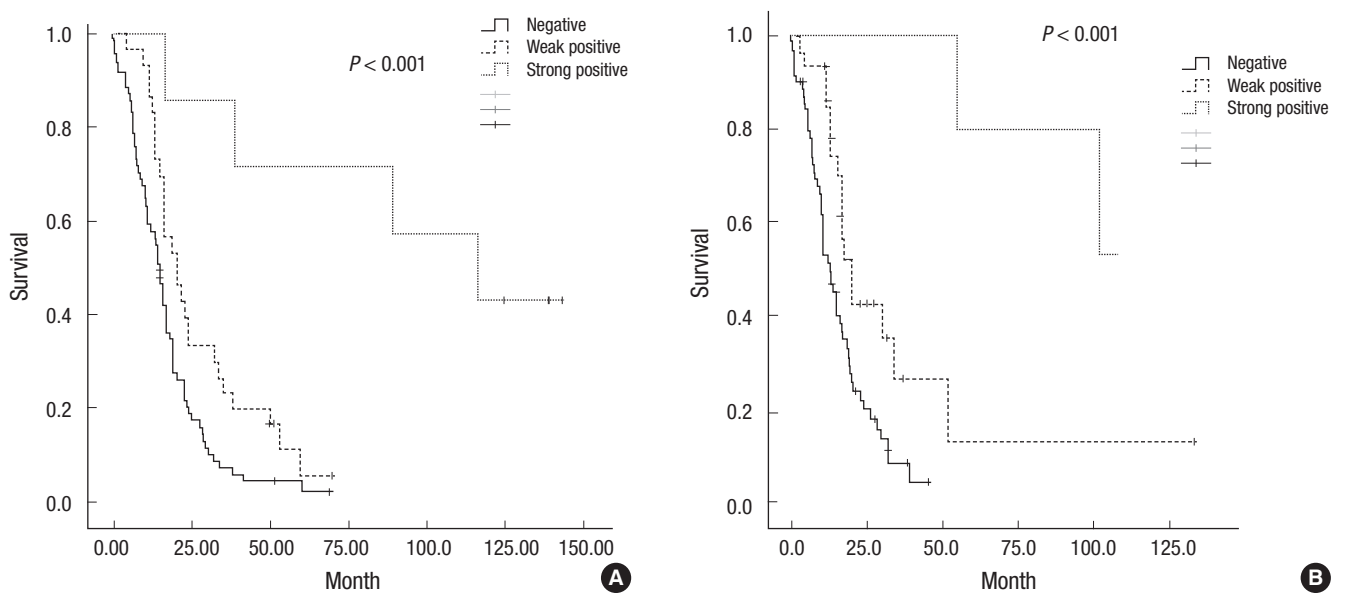 Negative
Weak positive
Strong positive
P < 0.001
1.0
0.8
0.6
0.4
0.2
0.0
Survival
0.00 25.00 50.00 75.00 100.0 125.00 150.00
Month
A
P < 0.001
Negative
Weak positive
Strong positive
1.0
0.8
0.6
0.4
0.2
0.0
Survival
0.0 25.0 50.0 75.0 100.0 125.0
Month
B